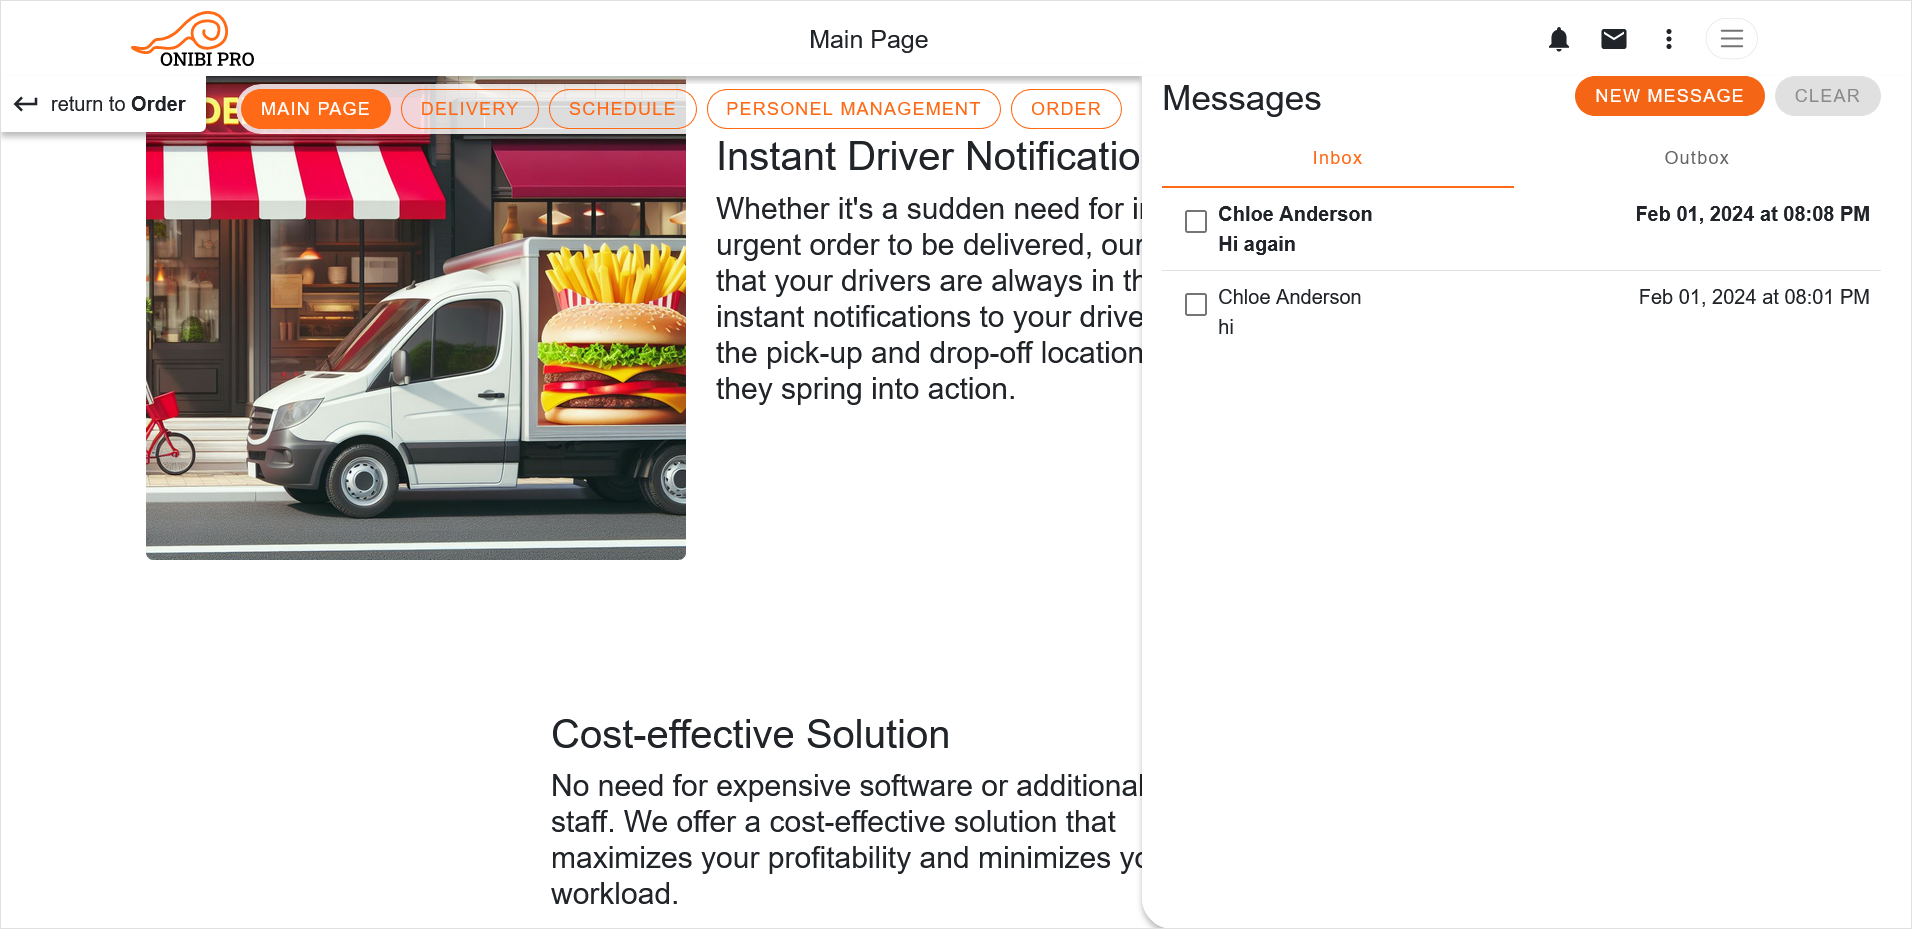 ONIBI PRO
Main Page
return to Order
MAIN PAGE
DELIVERY
SCHEDULE
PERSONEL MANAGEMENT
ORDER
Instant Driver Notificatio
Whether it's a sudden need for
urgent order to be delivered, our
that your drivers are always in
instant notifications to your drive
the pick-up and drop-off location
they spring into action.
Cost-effective Solution
No need for expensive software or additional
staff. We offer a cost-effective solution that
maximizes your profitability and minimizes
workload.
Messages
NEW MESSAGE
CLEAR
Inbox
Outbox
Chloe Anderson
Feb 01, 2024 at 08:08 PM
Hi again
Chloe Anderson
Feb 01, 2024 at 08:01 PM
hi